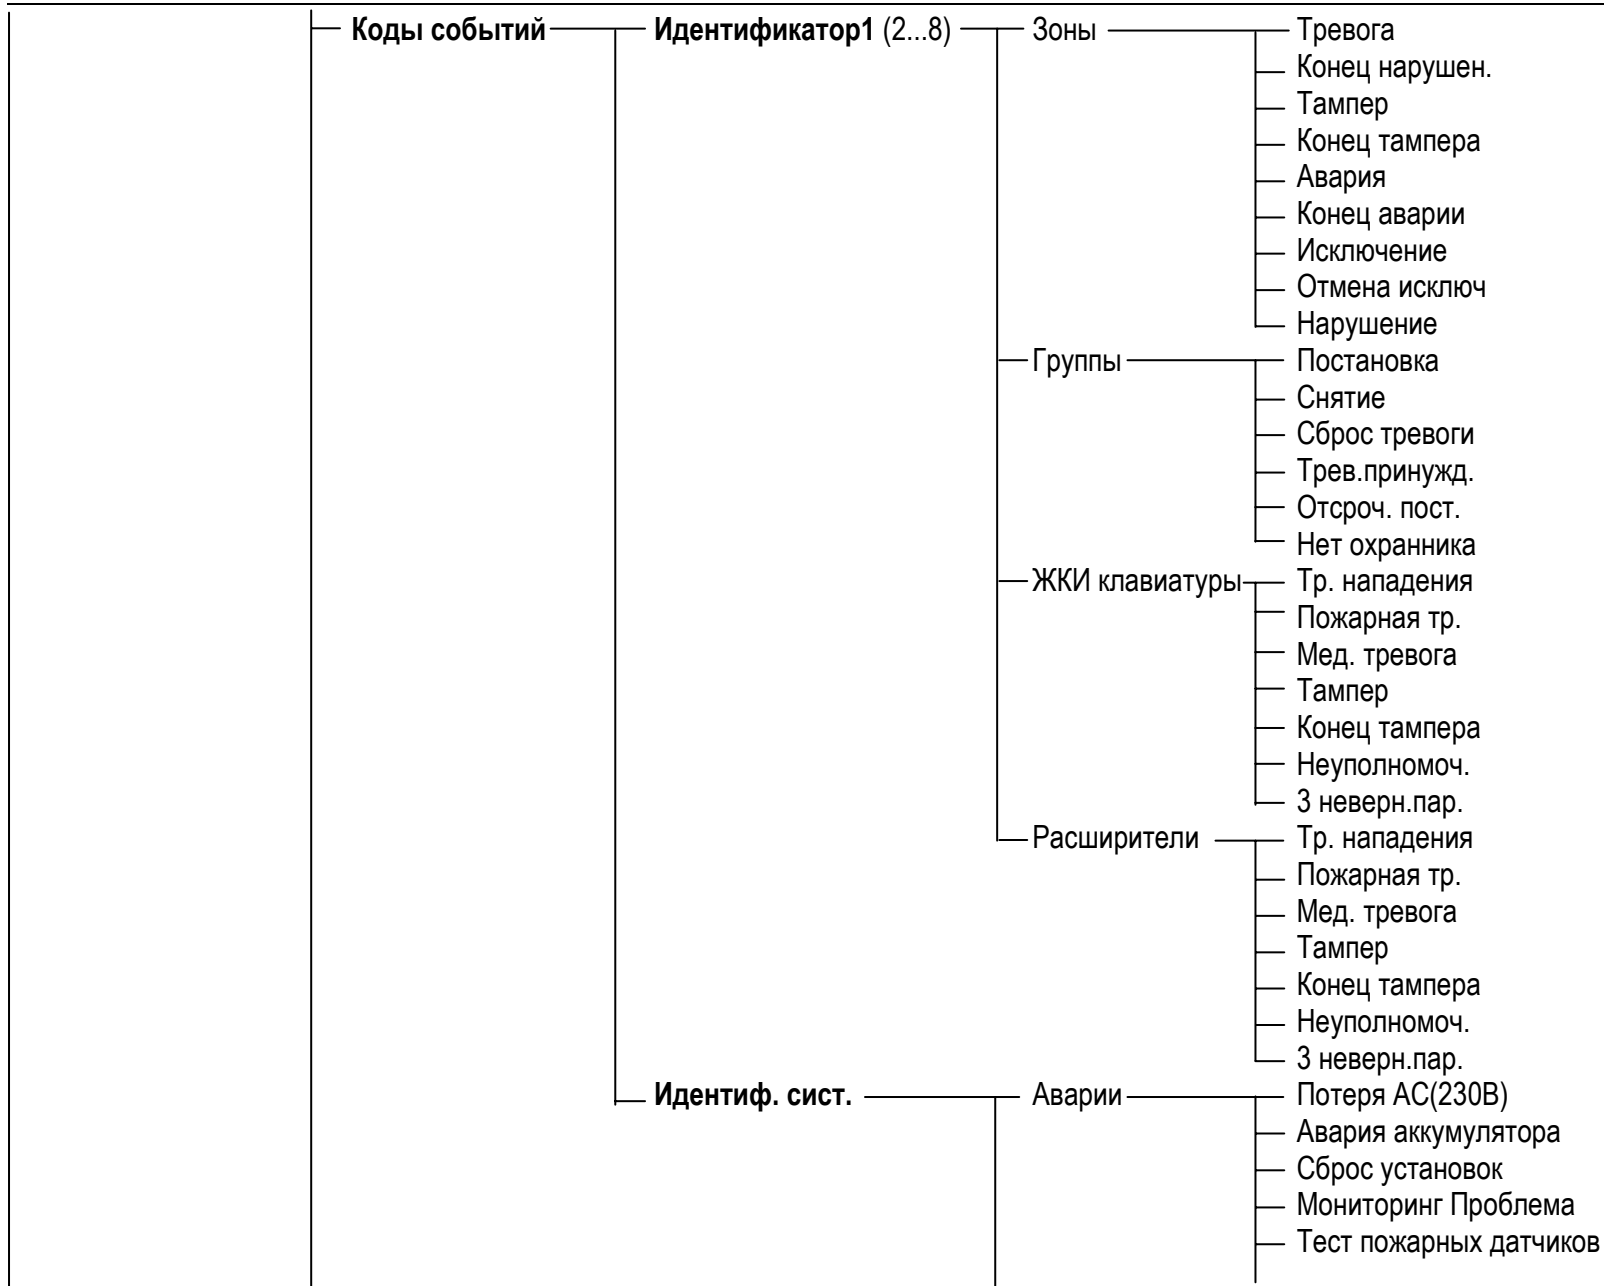 Коды событий Идентификатор1 (2...8) Зоны Тревога
Конец нарушен.
Тампер
Конец тампера
Авария
Конец аварии
Исключение
Отмена исключ
Нарушение
Группы Постановка
Снятие
Сброс тревоги
Трев.принужд.
Отсроч. пост.
Нет охранника
ЖКИ клавиатуры Тр. нападения
Пожарная тр.
Мед. тревога
Тампер
Конец тампера
Неуполномоч.
3 неверн.пар.
Расширители Тр. нападения
Пожарная тр.
Мед. тревога
Тампер
Конец тампера
Неуполномоч.
3 неверн.пар.
Идентиф. сист. Аварии Потеря AC(230В)
Авария аккумулятора
Сброс установок
Мониторинг Проблема
Тест пожарных датчиков